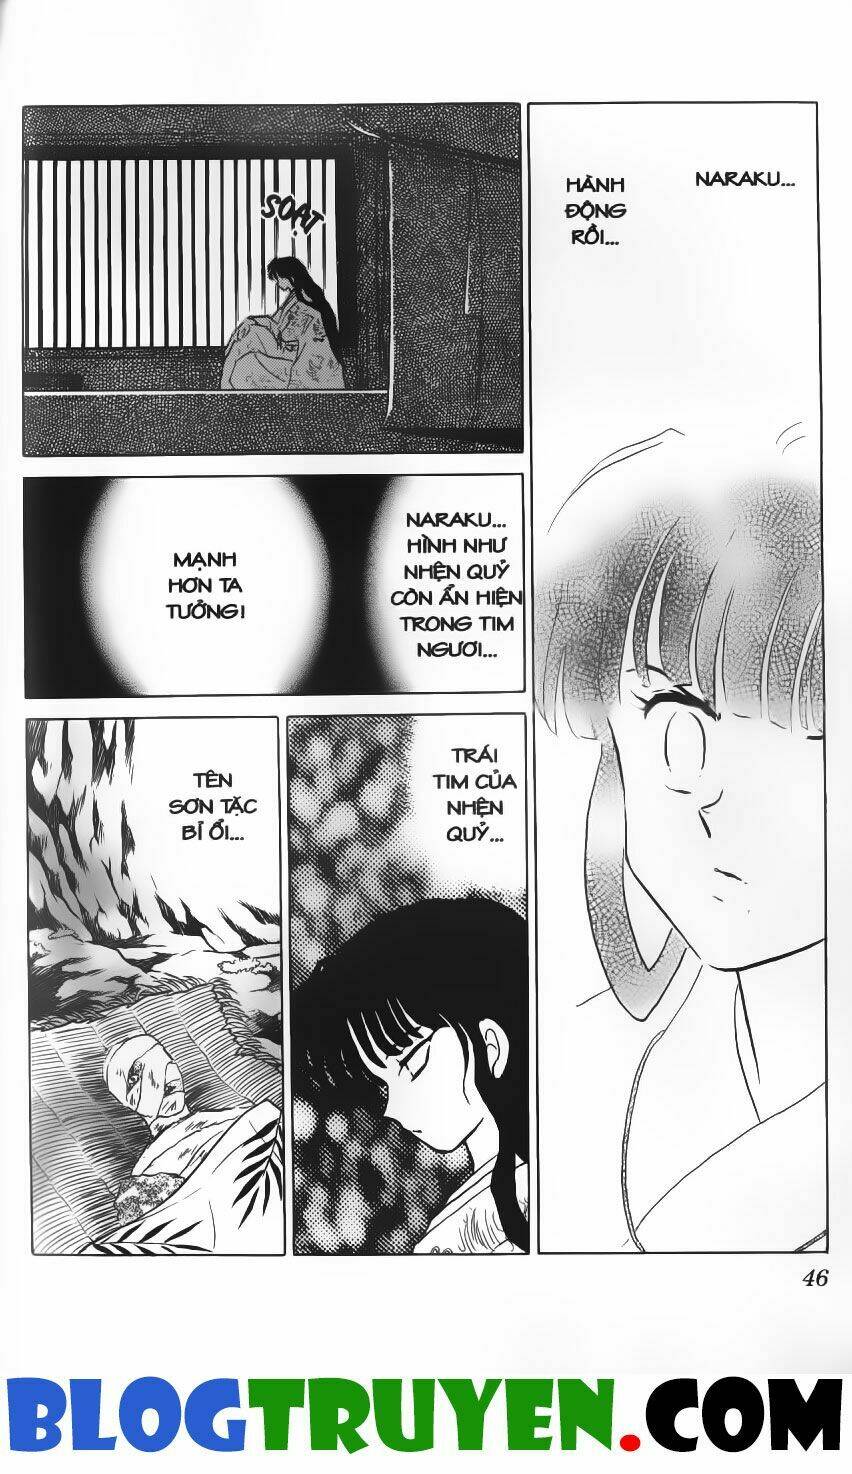 NARAKU...
HÀNH
ĐỘNG
RỒI...
SOẠT
NARAKU...
HÌNH NHƯ
NHỆN QUỶ
CÒN ẨN HIỆN
TRONG TIM
NGƯƠI...
MẠNH
HƠN TA
TƯỞNG!
TRÁI
TIM CỦA
NHỆN
QUỶ...
TÊN
SƠN TẶC
BỈ ỔI...
46
BLOGTRUYEN.COM